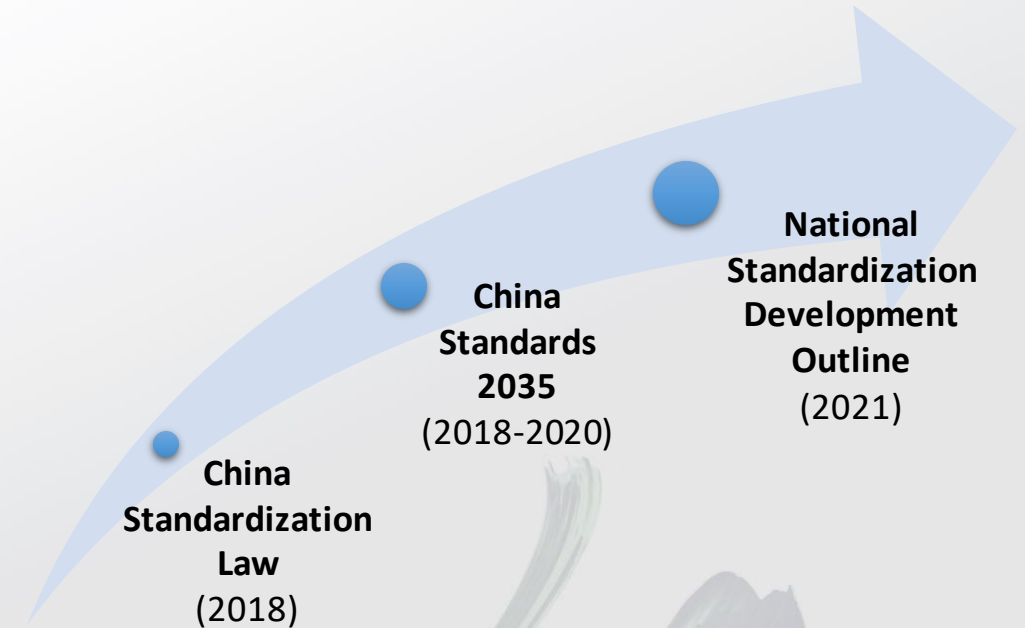 China
Standardization
Law
(2018)
China
Standards
2035
(2018-2020)
National
Standardization
Development
Outline
(2021)